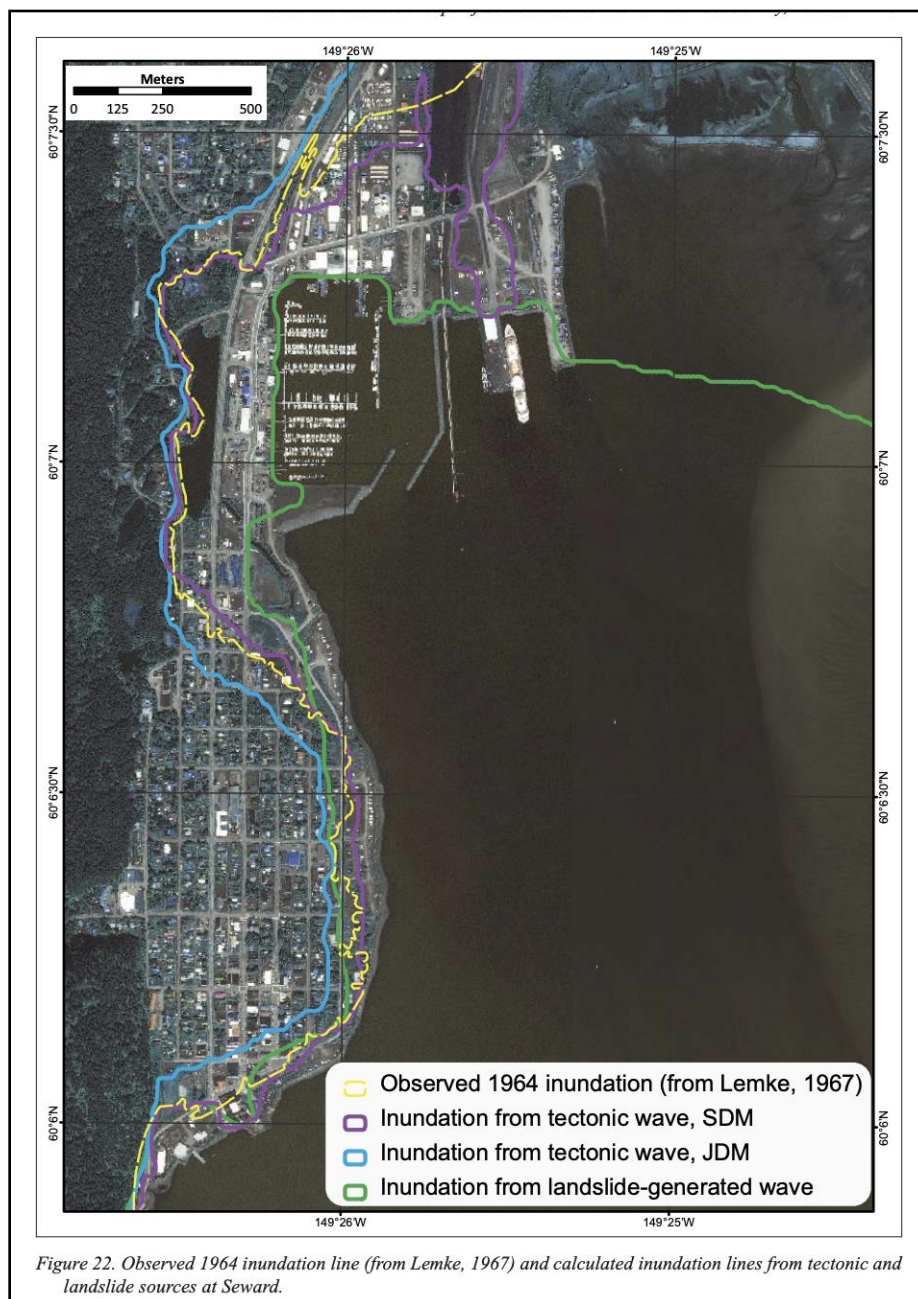 149°26'W 149°25'W
Meters
0 125 250 500
60°7'30"N 60°7'30"N
60°7'N 60°7'N
60°6'30"N 60°6'30"N
60°6'N 60°6'N
Observed 1964 inundation (from Lemke, 1967)
Inundation from tectonic wave, SDM
Inundation from tectonic wave, JDM
Inundation from landslide-generated wave
149°26'W 149°25'W
Figure 22. Observed 1964 inundation line (from Lemke, 1967) and calculated inundation lines from tectonic and
landslide sources at Seward.